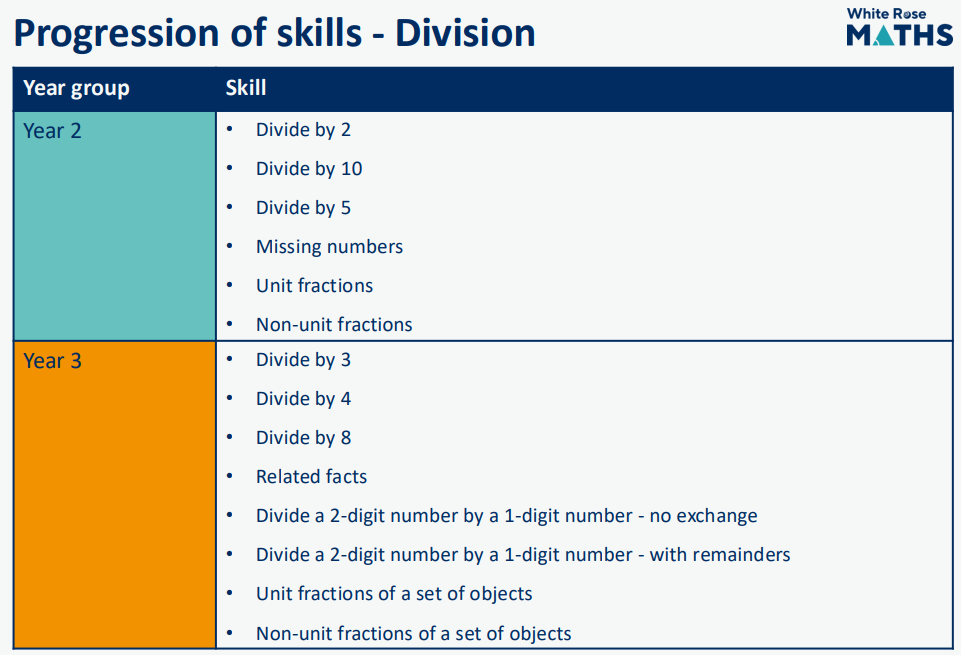 Progression of skills - Division
White Rose
MATHS
Year group
Skill
Year 2
• Divide by 2
• Divide by 10
• Divide by 5
• Missing numbers
• Unit fractions
• Non-unit fractions
Year 3
• Divide by 3
• Divide by 4
• Divide by 8
• Related facts
• Divide a 2-digit number by a 1-digit number - no exchange
• Divide a 2-digit number by a 1-digit number - with remainders
• Unit fractions of a set of objects
• Non-unit fractions of a set of objects